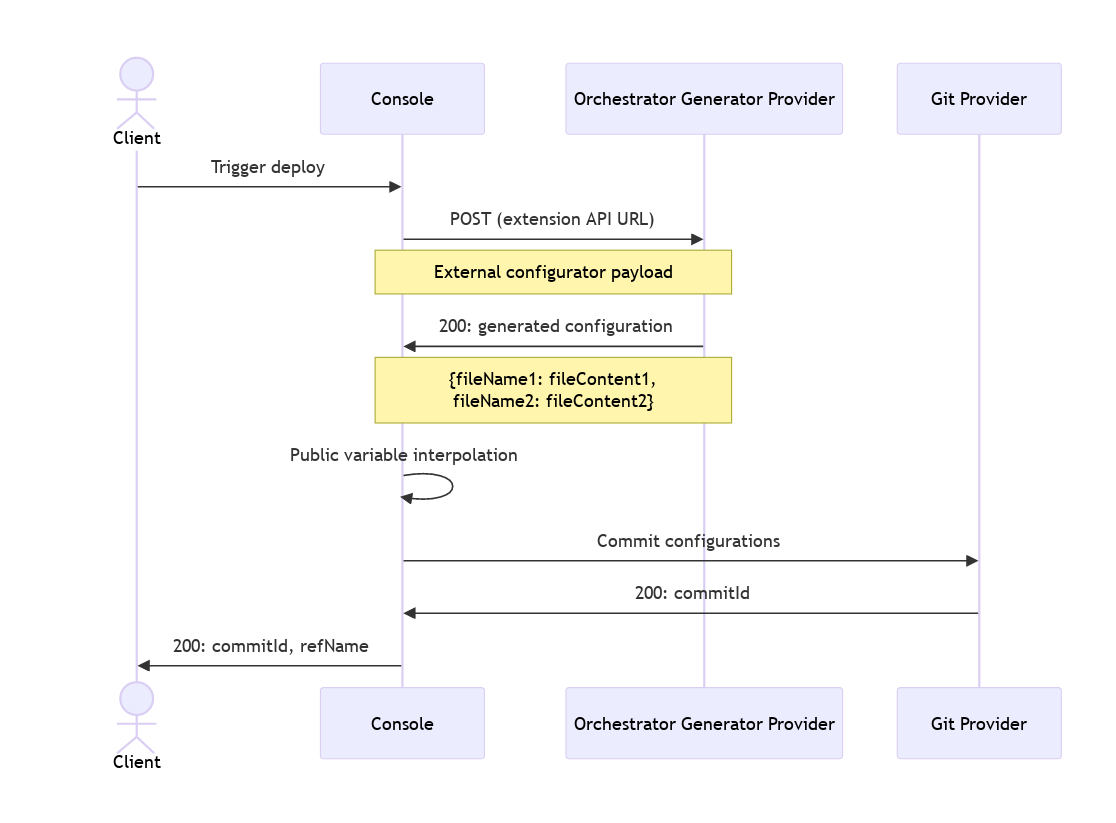 Client
Console
Orchestrator Generator Provider
Git Provider
Trigger deploy
POST (extension API URL)
External configurator payload
200: generated configuration
{fileName1: fileContent1,
fileName2: fileContent2}
Public variable interpolation
Commit configurations
200: commitId
200: commitId, refName
Client
Console
Orchestrator Generator Provider
Git Provider